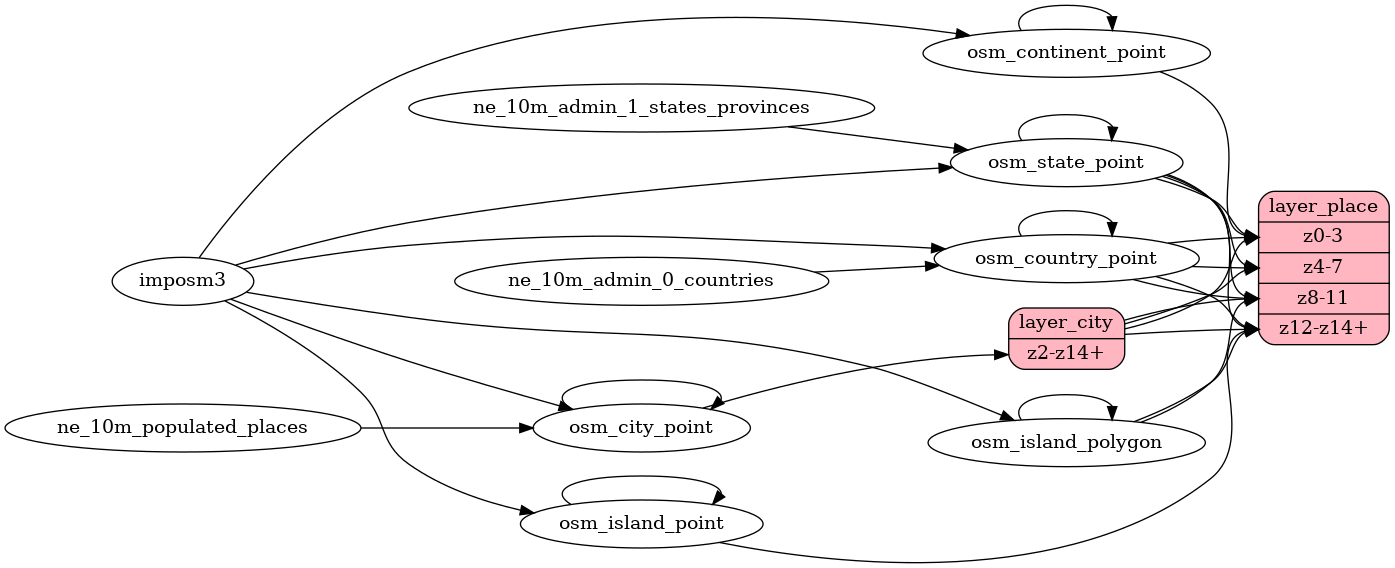 osm_continent_point
ne_10m_admin_1_states_provinces
osm_state_point
layer_place
z0-3
z4-7
z8-11
z12-z14+
osm_country_point
imposm3
ne_10m_admin_0_countries
layer_city
z2-z14+
ne_10m_populated_places
osm_city_point
osm_island_polygon
osm_island_point